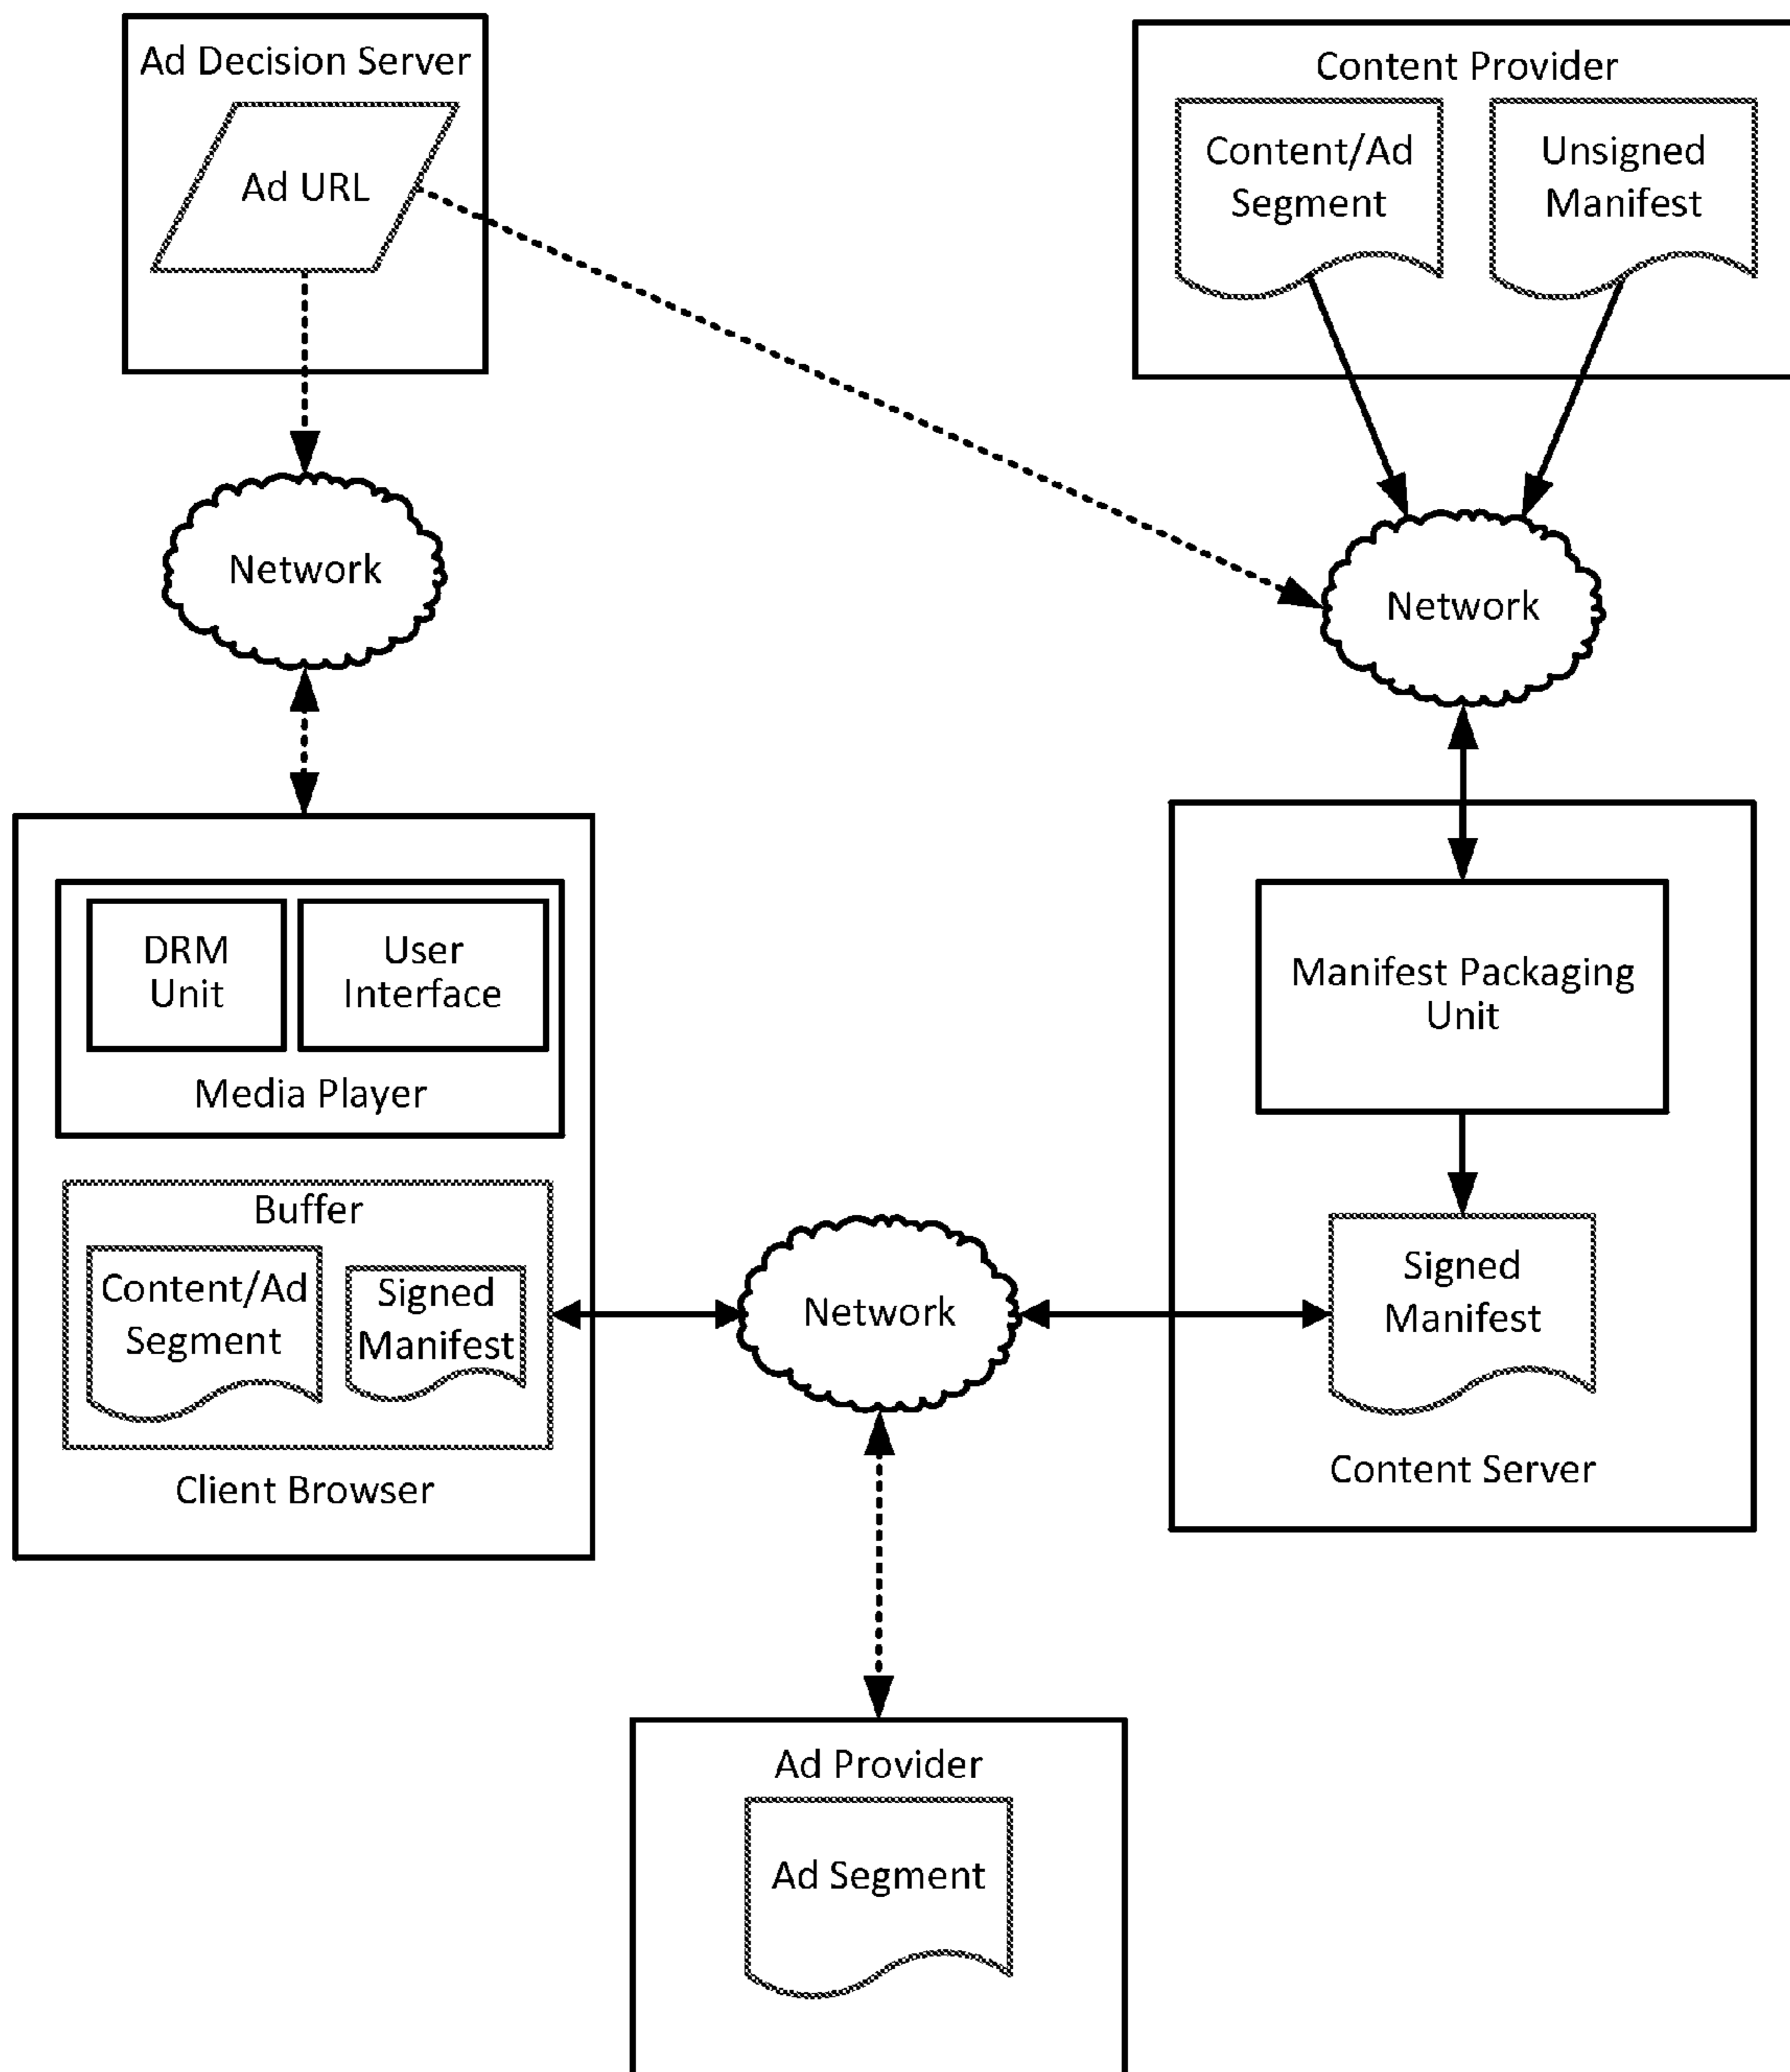 Ad Decision Server
Ad URL
Content Provider
Content/Ad
Segment
Unsigned
Manifest
Network
Network
DRM
Unit
User
Interface
Media Player
Manifest Packaging
Unit
Buffer
Content/Ad
Segment
Signed
Manifest
Client Browser
Network
Signed
Manifest
Content Server
Ad Provider
Ad Segment